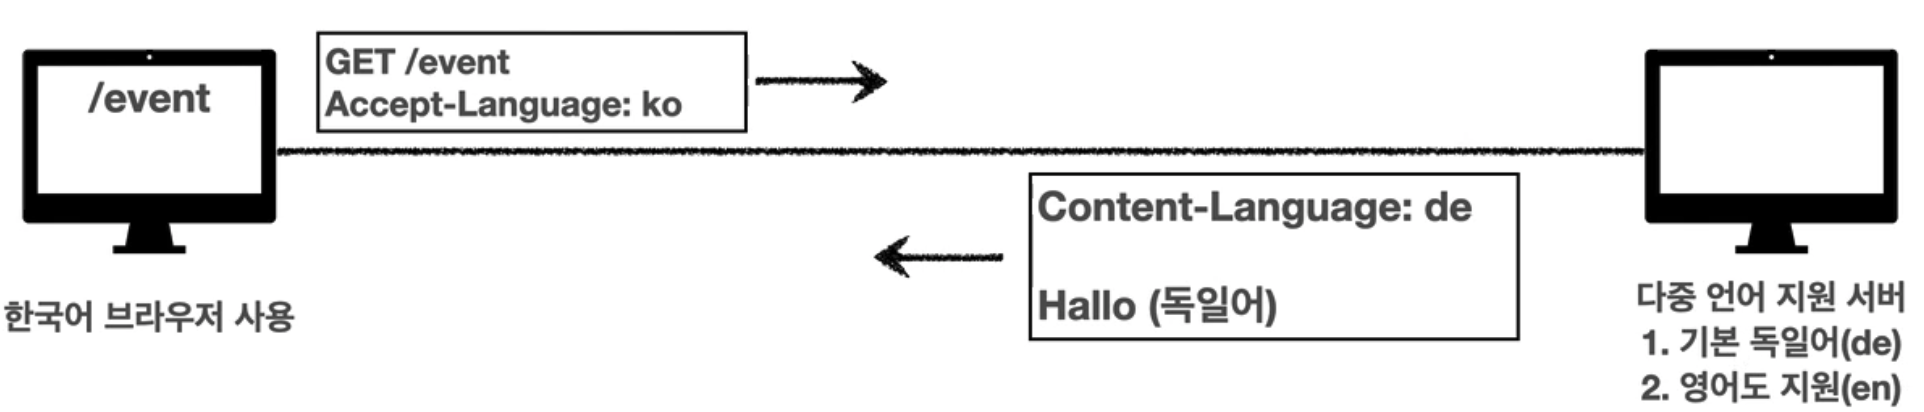 /event
GET /event
Accept-Language: ko
Content-Language: de
Hallo (독일어)
한국어 브라우저 사용
다중 언어 지원 서버
1. 기본 독일어(de)
2. 영어도 지원(en)